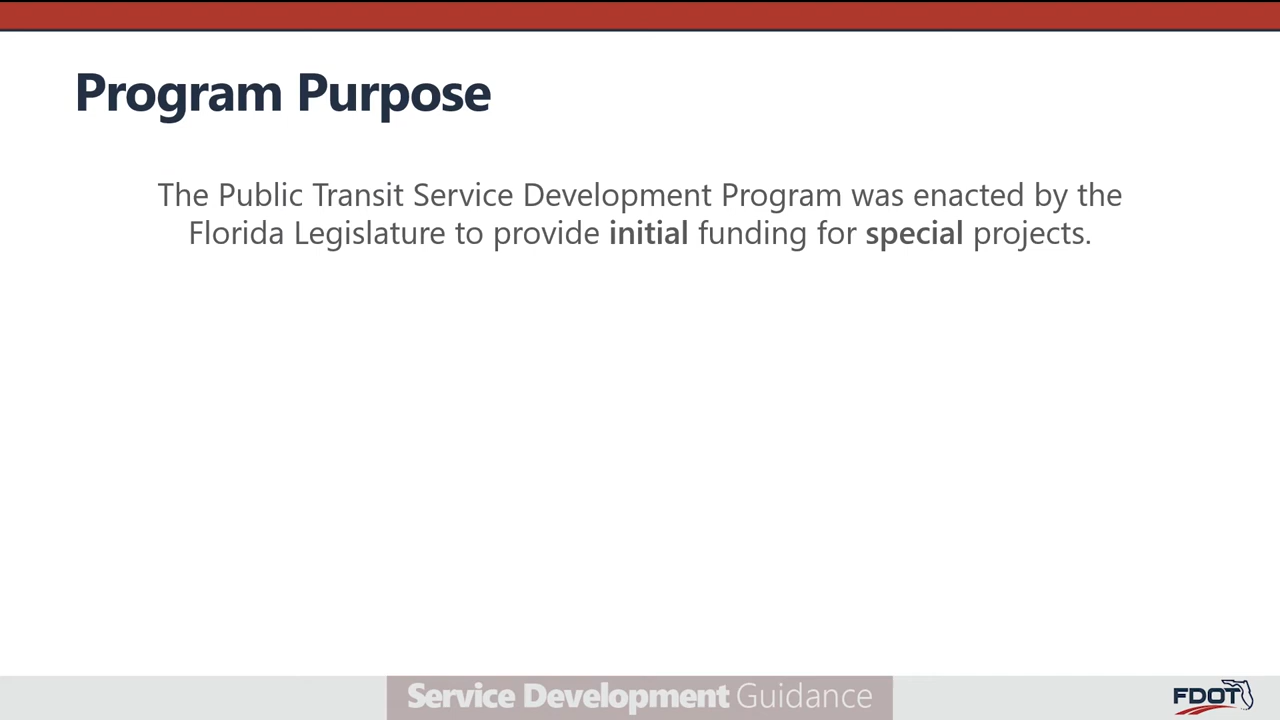 Program Purpose
The Public Transit Service Development Program was enacted by the
Florida Legislature to provide initial funding for special projects.
Service Development Guidance
FDOT